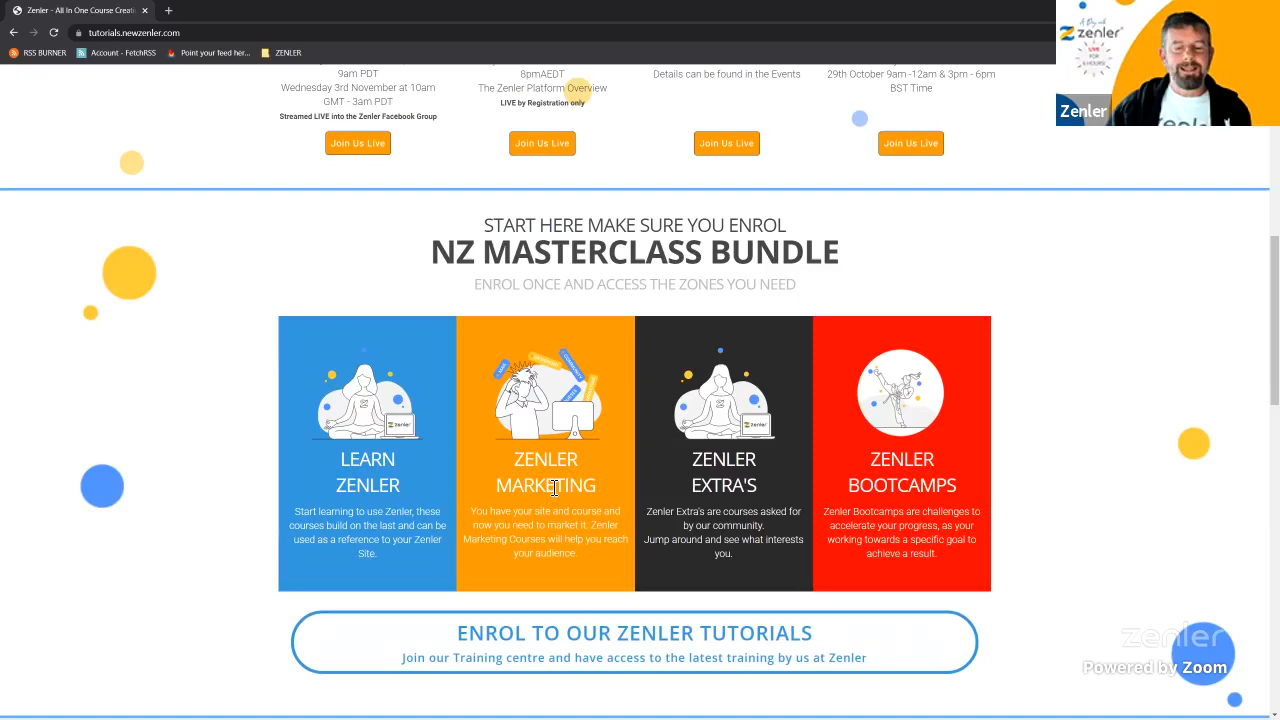 Zenler - All In One Course Creati
tutorials.newzenler.com
RSS BURNER
Account - FetchRSS
Point your feed her...
ZENLER
A Day with
zenler
LIVE
FOR
6 HOURS!
Zenler
9am PDT
Wednesday 3rd November at 10am
GMT - 3am PDT
Streamed LIVE into the Zenler Facebook Group
Join Us Live
8pmAEDT
The Zenler Platform Overview
LIVE by Registration only
Join Us Live
Details can be found in the Events
Join Us Live
29th October 9am -12am & 3pm - 6pm
BST Time
Join Us Live
START HERE MAKE SURE YOU ENROL
NZ MASTERCLASS BUNDLE
ENROL ONCE AND ACCESS THE ZONES YOU NEED
LEARN
ZENLER
Start learning to use Zenler, these
courses build on the last and can be
used as a reference to your Zenler
Site.
ZENLER
MARKETING
You have your site and course and
now you need to market it. Zenler
Marketing Courses will help you reach
your audience.
ZENLER
EXTRA'S
Zenler Extra's are courses asked for
by our community.
Jump around and see what interests
you.
ZENLER
BOOTCAMPS
Zenler Bootcamps are challenges to
accelerate your progress, as your
working towards a specific goal to
achieve a result.
ENROL TO OUR ZENLER TUTORIALS
Join our Training centre and have access to the latest training by us at Zenler
zenler
Powered by Zoom